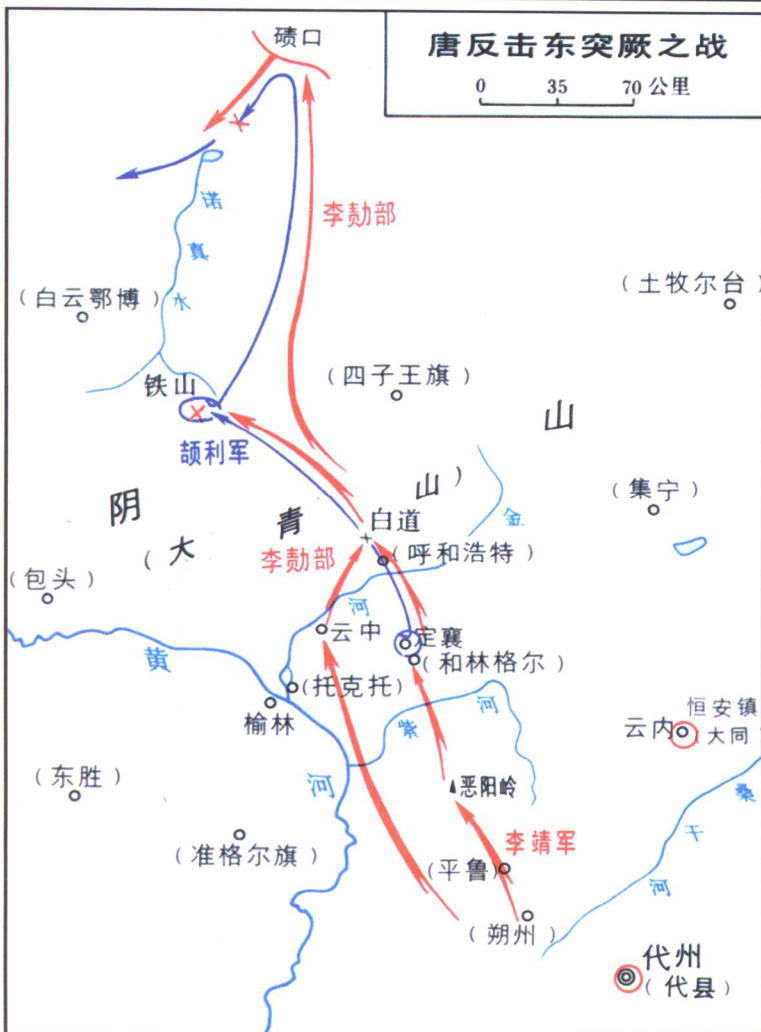 唐反击东突厥之战
0 35 70 公里
碛口
李勣部
诺真水
(白云鄂博)
(土牧尔台)
铁山
(四子王旗)
颉利军
山
阴
(大青山)
(集宁)
白道
金
河
李勣部
(呼和浩特)
(包头)
云中
定襄
(和林格尔)
黄
河
(托克托)
榆林
紫河
恒安镇
云内
(大同)
(东胜)
恶阳岭
桑
干
河
(准格尔旗)
李靖军
(平鲁)
(朔州)
代州
(代县)